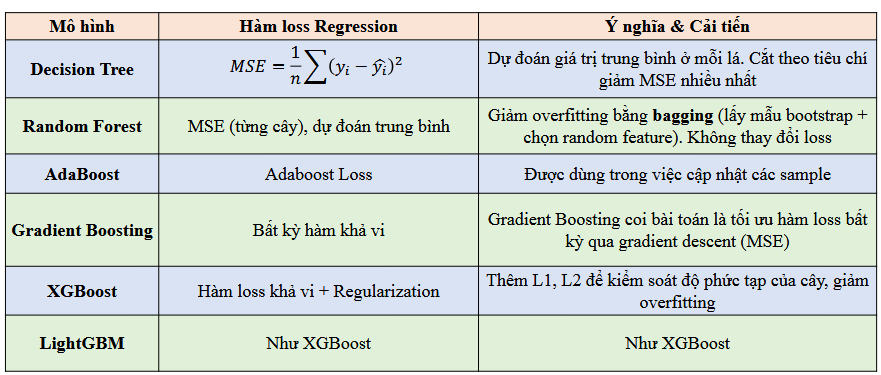 Mô hình
Hàm loss Regression
Ý nghĩa & Cải tiến
Decision Tree
MSE = 1/n ∑(yᵢ − ŷᵢ)²
Dự đoán giá trị trung bình ở mỗi lá. Cắt theo tiêu chí
giảm MSE nhiều nhất
Random Forest
MSE (từng cây), dự đoán trung bình
Giảm overfitting bằng bagging (lấy mẫu bootstrap +
chọn random feature). Không thay đổi loss
AdaBoost
Adaboost Loss
Được dùng trong việc cập nhật các sample
Gradient Boosting
Bất kỳ hàm khả vi
Gradient Boosting coi bài toán là tối ưu hàm loss bất
kỳ qua gradient descent (MSE)
XGBoost
Hàm loss khả vi + Regularization
Thêm L1, L2 để kiểm soát độ phức tạp của cây, giảm
overfitting
LightGBM
Như XGBoost
Như XGBoost